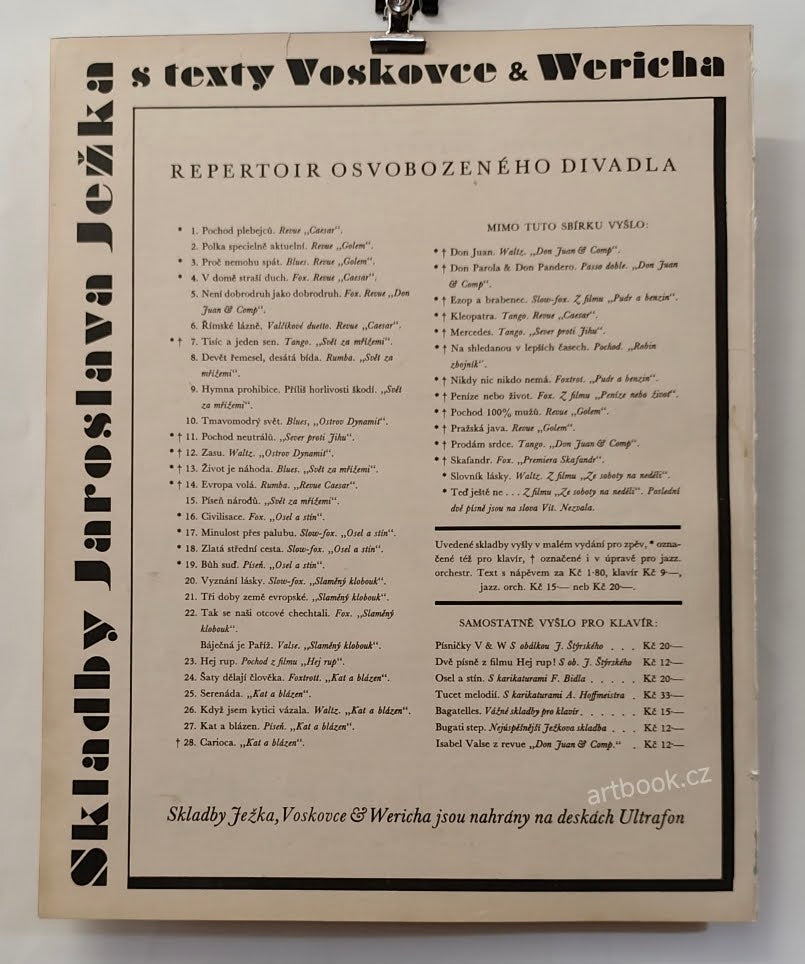 Skladby Jaroslava Ježka
s texty Voskovce & Wericha
REPERTOIR OSVOBOZENÉHO DIVADLA
* 1. Pochod plebejců. Revue „Caesar“.
2. Polka specielně aktuelní. Revue „Golem“.
* 3. Proč nemohu spát. Blues. Revue „Golem“.
* 4. V domě straší duch. Fox. Revue „Caesar“.
5. Není dobrodruh jako dobrodruh. Fox. Revue „Don
Juan & Comp“.
6. Římské lázně. Valčíkové duetto. Revue „Caesar“.
* † 7. Tisíc a jeden sen. Tango. „Svět za mřížemi“.
8. Devět řemesel, desátá bída. Rumba. „Svět za
mřížemi“.
9. Hymna prohibice. Příliš horlivosti škodí. „Svět
za mřížemi“.
10. Tmavomodrý svět. Blues, „Ostrov Dynamit“.
* † 11. Pochod neutrálů. „Sever proti Jihu“.
* † 12. Zasu. Waltz. „Ostrov Dynamit“.
* † 13. Život je náhoda. Blues. „Svět za mřížemi“.
* † 14. Evropa volá. Rumba. „Revue Caesar“.
15. Píseň národů. „Svět za mřížemi“.
* 16. Civilisace. Fox. „Osel a stín“.
* 17. Minulost přes palubu. Slow-fox. „Osel a stín“.
* 18. Zlatá střední cesta. Slow-fox. „Osel a stín“.
* 19. Bůh suď. Píseň. „Osel a stín“.
20. Vyznání lásky. Slow-fox. „Slaměný klobouk“.
21. Tři doby země evropské. „Slaměný klobouk“.
22. Tak se naši otcové chechtali. Fox. „Slaměný
klobouk“.
Báječná je Paříž. Valse. „Slaměný klobouk“.
23. Hej rup. Pochod z filmu „Hej rup“.
24. Šaty dělají člověka. Foxtrott. „Kat a blázen“.
25. Serenáda. „Kat a blázen“.
26. Když jsem kytici vázala. Waltz. „Kat a blázen“.
27. Kat a blázen. Píseň. „Kat a blázen“.
† 28. Carioca. „Kat a blázen“.
MIMO TUTO SBÍRKU VYŠLO:
* † Don Juan. Waltz. „Don Juan & Comp“.
* † Don Parola & Don Pandero. Passo doble. „Don Juan
& Comp“.
* † Ezop a brabenec. Slow-fox. Z filmu „Pudr a benzin“.
* † Kleopatra. Tango. Revue „Caesar“.
* † Mercedes. Tango. „Sever proti Jihu“.
* † Na shledanou v lepších časech. Pochod. „Robin
zbojník“.
* † Nikdy nic nikdo nemá. Foxtrot. „Pudr a benzin“.
* † Peníze nebo život. Fox. Z filmu „Peníze nebo život“.
* † Pochod 100% mužů. Revue „Golem“.
* † Pražská java. Revue „Golem“.
* † Prodám srdce. Tango. „Don Juan & Comp“.
* † Skafandr. Fox. „Premiera Skafandr“.
* Slovník lásky. Waltz. Z filmu „Ze soboty na neděli“.
* Teď ještě ne . . . Z filmu „Ze soboty na neděli“. Poslední
dvě písně jsou na slova Vít. Nezvala.
Uvedené skladby vyšly v malém vydání pro zpěv, * ozna-
čené též pro klavír, † označené i v úpravě pro jazz.
orchestr. Text s nápěvem za Kč 1·80, klavír Kč 9·—,
jazz. orch. Kč 15·— neb Kč 20·—.
SAMOSTATNĚ VYŠLO PRO KLAVÍR:
Písničky V & W S obálkou J. Štýrského . . . Kč 20·—
Dvě písně z filmu Hej rup! S ob. J. Štýrského Kč 12·—
Osel a stín. S karikaturami F. Bidla . . . . . Kč 20·—
Tucet melodií. S karikaturami A. Hoffmeistra . Kč 33·—
Bagatelles. Vážné skladby pro klavír . . . . . . Kč 15·—
Bugati step. Nejúspěšnější Ježkova skladba . . . Kč 12·—
Isabel Valse z revue „Don Juan & Comp.“ . Kč 12·—
artbook.cz
Skladby Ježka, Voskovce & Wericha jsou nahrány na deskách Ultrafon